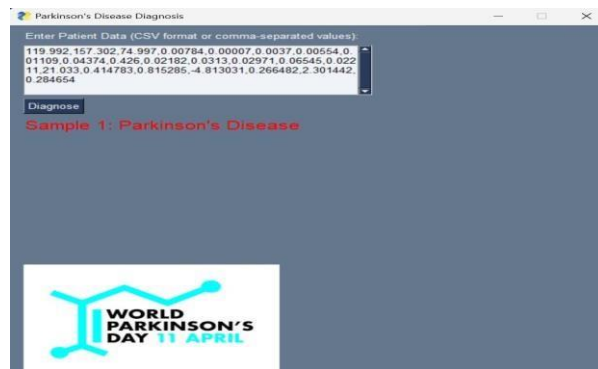 Parkinson's Disease Diagnosis
Enter Patient Data (CSV format or comma-separated values):
119.992,157.302,74.997,0.00784,0.00007,0.0037,0.00554,0.
01109,0.04374,0.426,0.02182,0.0313,0.02971,0.06545,0.022
11,21.033,0.414783,0.815285,-4.813031,0.266482,2.301442,
0.284654
Diagnose
Sample 1: Parkinson's Disease
WORLD
PARKINSON'S
DAY 11 APRIL